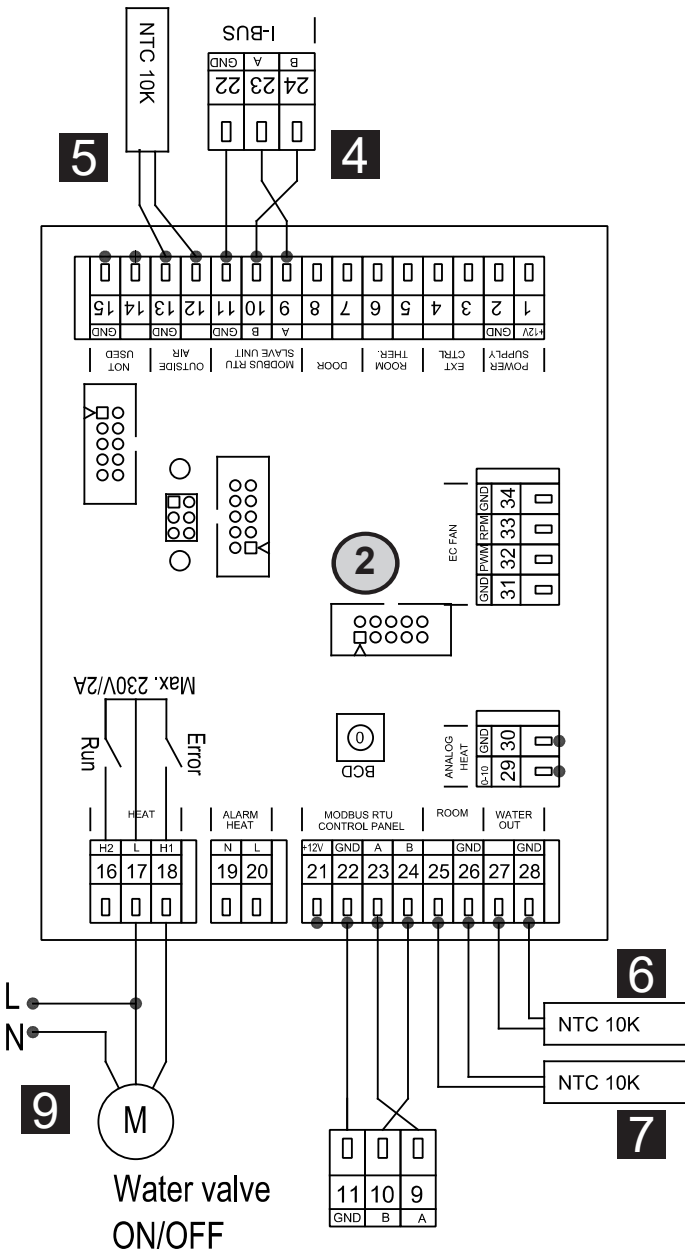 NTC 10K
5
I-BUS
GND A B
22 23 24
4
15 14 13 12 11 10 9 8 7 6 5 4 3 2 1
GND GND GND B A GND +12V
NOT USED
OUTSIDE AIR
MODBUS RTU SLAVE UNIT
DOOR
ROOM THER.
EXT CTRL
POWER SUPPLY
EC FAN
GND 34
RPM 33
PWM 32
GND 31
2
Max. 230V/2A
Run
Error
0
BCD
ANALOG HEAT
GND 30
0-10 29
HEAT
ALARM HEAT
MODBUS RTU CONTROL PANEL
ROOM
WATER OUT
H2 L H1 N L +12V GND A B GND GND
16 17 18 19 20 21 22 23 24 25 26 27 28
L
N
6
NTC 10K
NTC 10K
7
9
M
Water valve
ON/OFF
11 10 9
GND B A